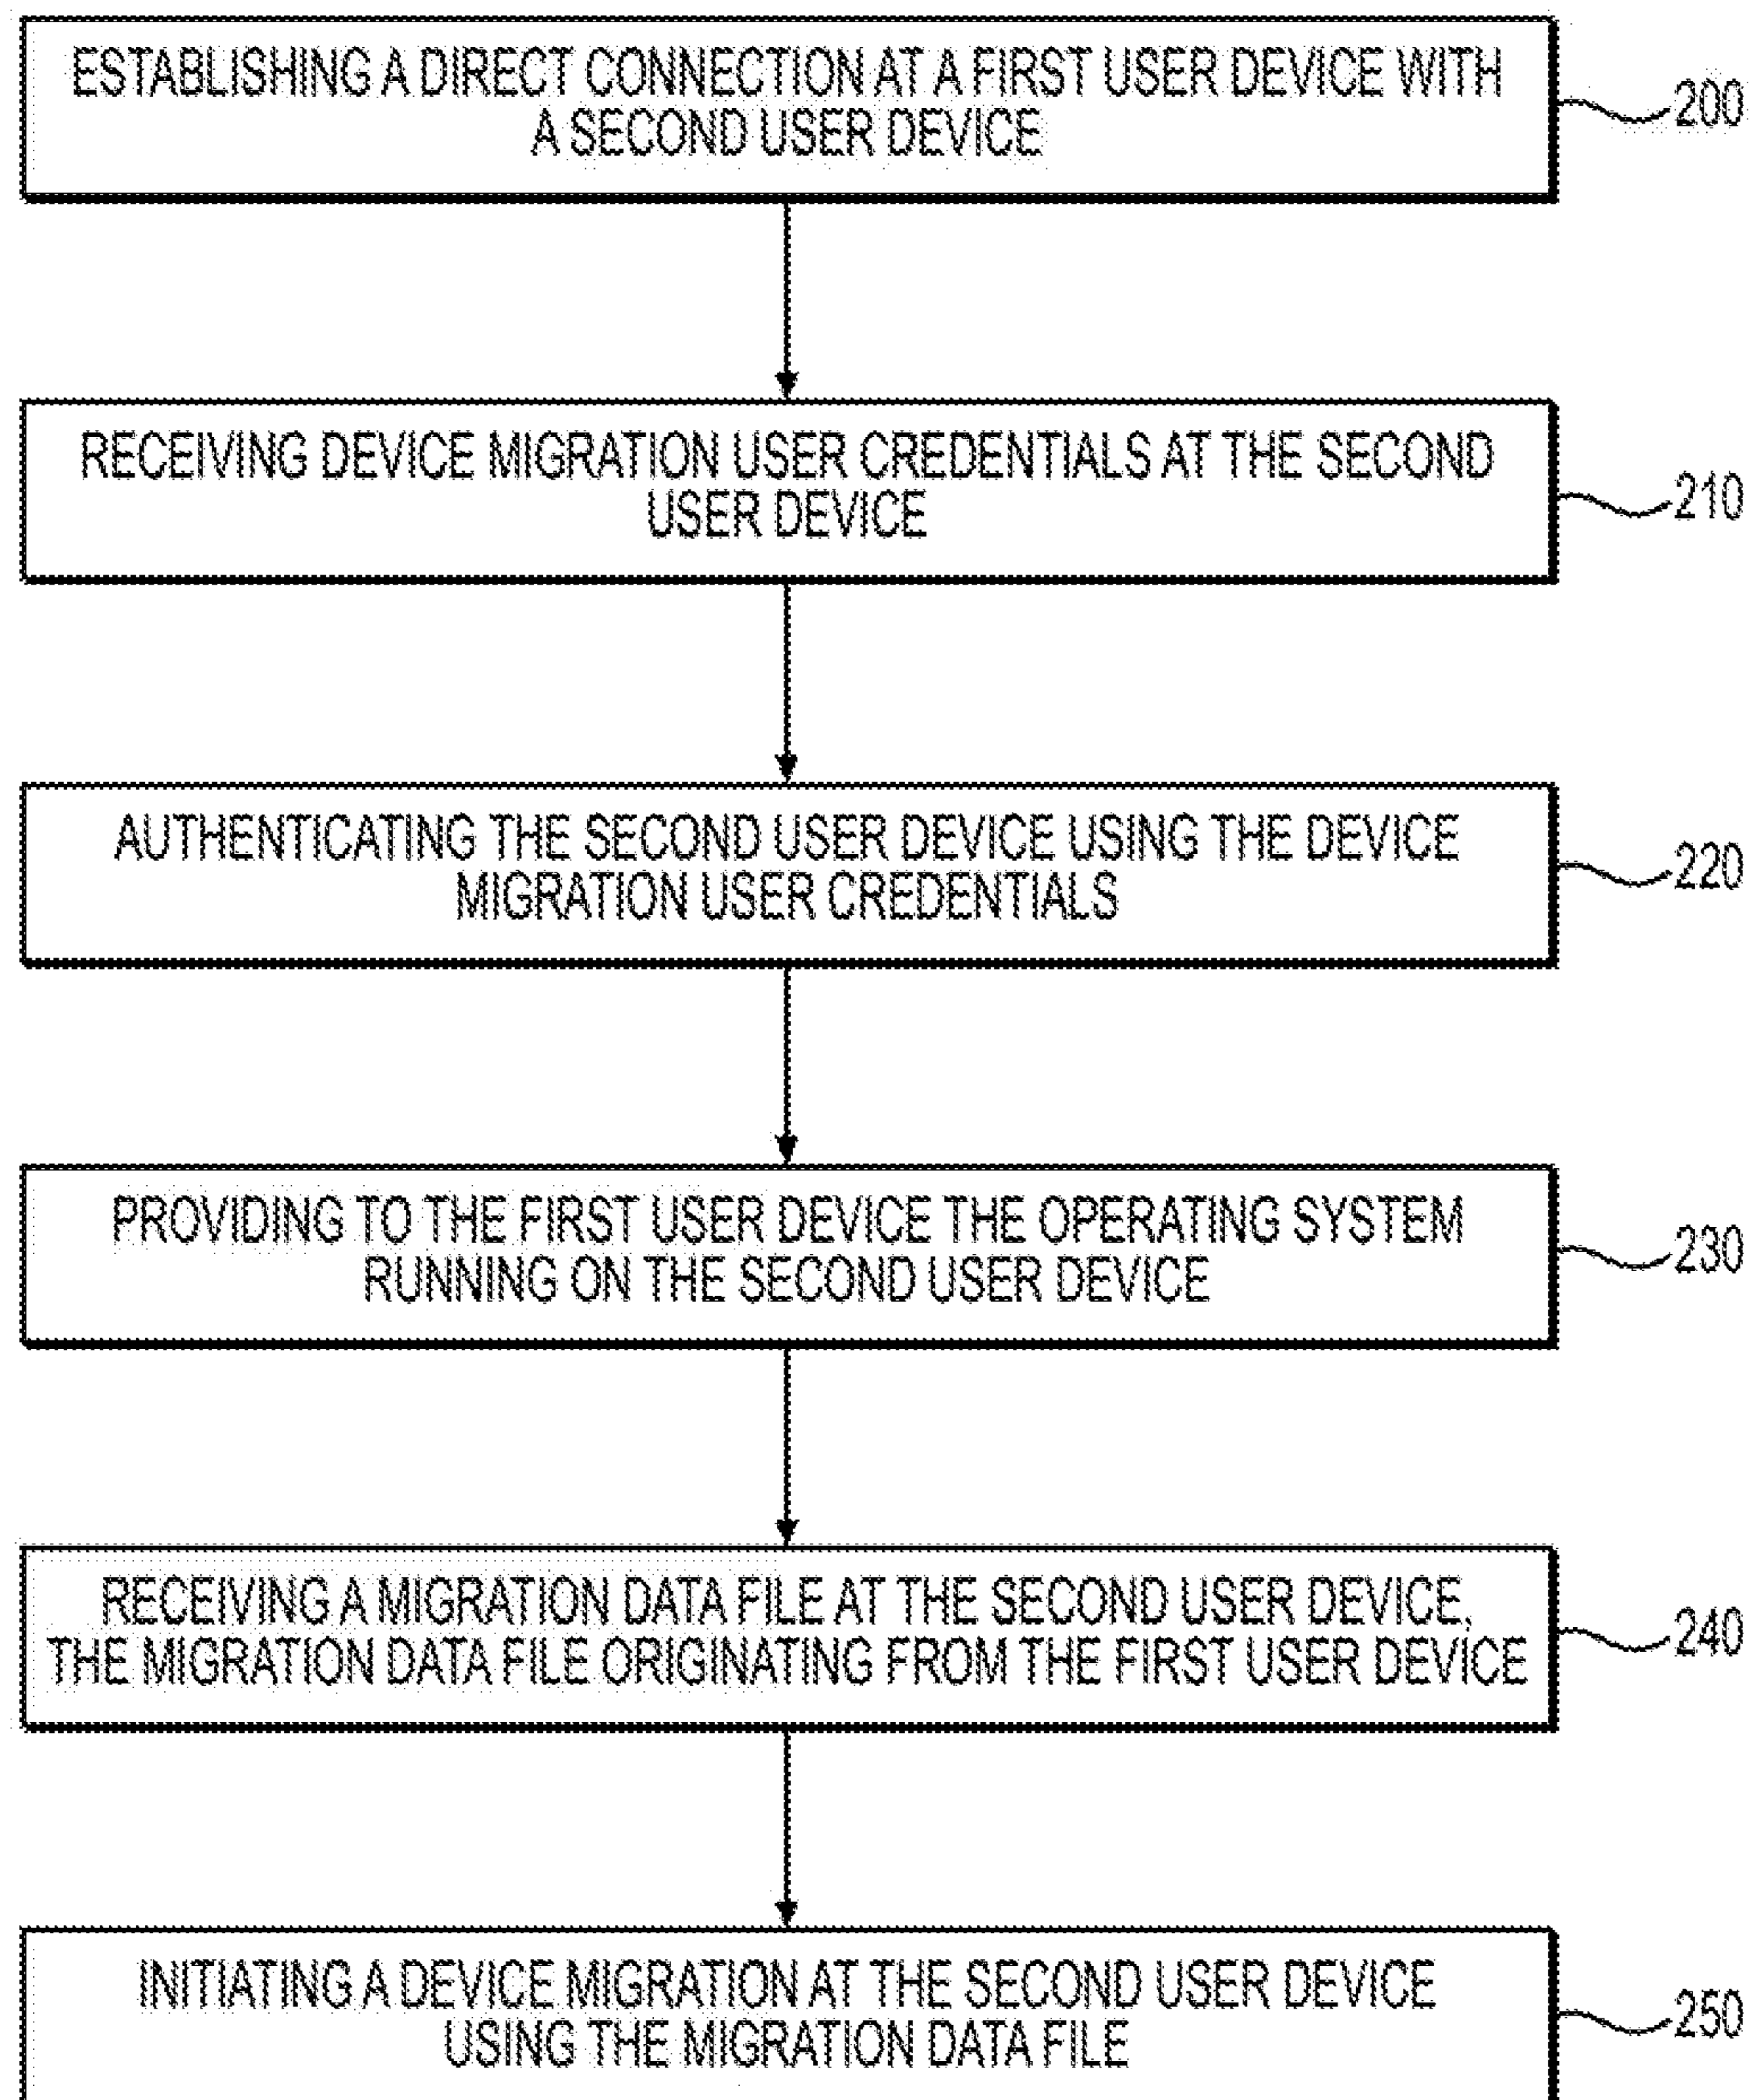 ESTABLISHING A DIRECT CONNECTION AT A FIRST USER DEVICE WITH
A SECOND USER DEVICE
200
RECEIVING DEVICE MIGRATION USER CREDENTIALS AT THE SECOND
USER DEVICE
210
AUTHENTICATING THE SECOND USER DEVICE USING THE DEVICE
MIGRATION USER CREDENTIALS
220
PROVIDING TO THE FIRST USER DEVICE THE OPERATING SYSTEM
RUNNING ON THE SECOND USER DEVICE
230
RECEIVING A MIGRATION DATA FILE AT THE SECOND USER DEVICE,
THE MIGRATION DATA FILE ORIGINATING FROM THE FIRST USER DEVICE
240
INITIATING A DEVICE MIGRATION AT THE SECOND USER DEVICE
USING THE MIGRATION DATA FILE
250